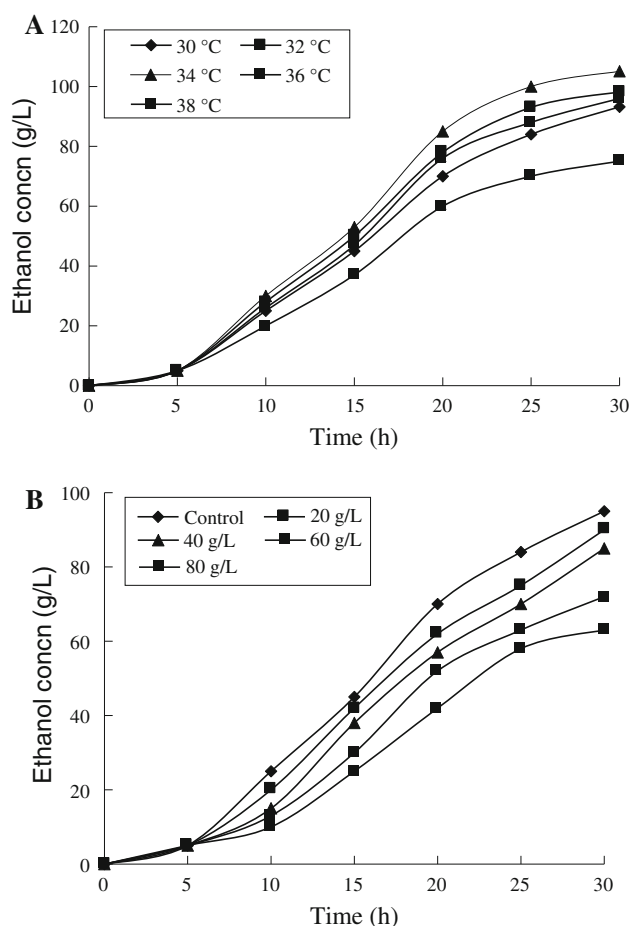 A
30 °C 32 °C
34 °C 36 °C
38 °C
120
100
80
60
40
20
0
Ethanol concn (g/L)
0 5 10 15 20 25 30
Time (h)
B
Control 20 g/L
40 g/L 60 g/L
80 g/L
100
80
60
40
20
0
Ethanol concn (g/L)
0 5 10 15 20 25 30
Time (h)